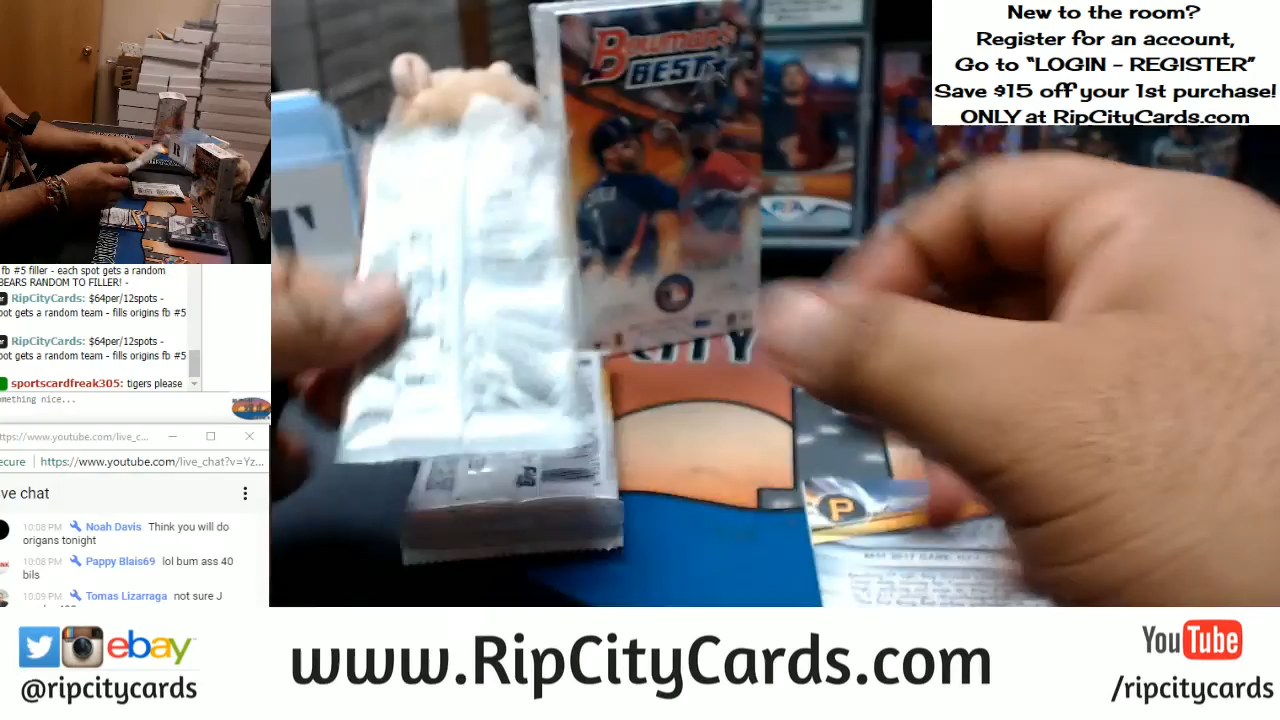 New to the room?
Register for an account,
Go to “LOGIN - REGISTER”
Save $15 off your 1st purchase!
ONLY at RipCityCards.com
BOWMAN'S
BEST
fb #5 filler - each spot gets a random
BEARS RANDOM TO FILLER! -
RipCityCards: $64per/12spots -
pot gets a random team - fills origins fb #5
RipCityCards: $64per/12spots -
pot gets a random team - fills origins fb #5
sportscardfreak305: tigers please
omething nice...
ttps://www.youtube.com/live_c...
ecure
https://www.youtube.com/live_chat?v=Yz...
ve chat
10:08 PM Noah Davis Think you will do
origans tonight
10:08 PM Pappy Blais69 lol bum ass 40
bils
10:09 PM Tomas Lizarraga not sure J
CITY
P
ebay
@ripcitycards
www.RipCityCards.com
YouTube
/ripcitycards